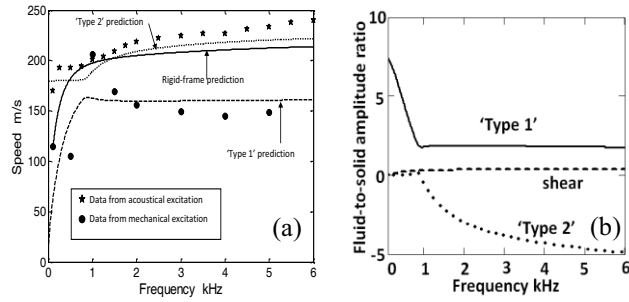 250
200
150
100
50
0
Speed m/s
'Type 2' prediction
Rigid-frame prediction
'Type 1' prediction
Data from acoustical excitation
Data from mechanical excitation
(a)
0 1 2 3 4 5 6
Frequency kHz
10
5
0
-5
Fluid-to-solid amplitude ratio
'Type 1'
shear
'Type 2'
(b)
0 1 2 3 4 5 6
Frequency kHz